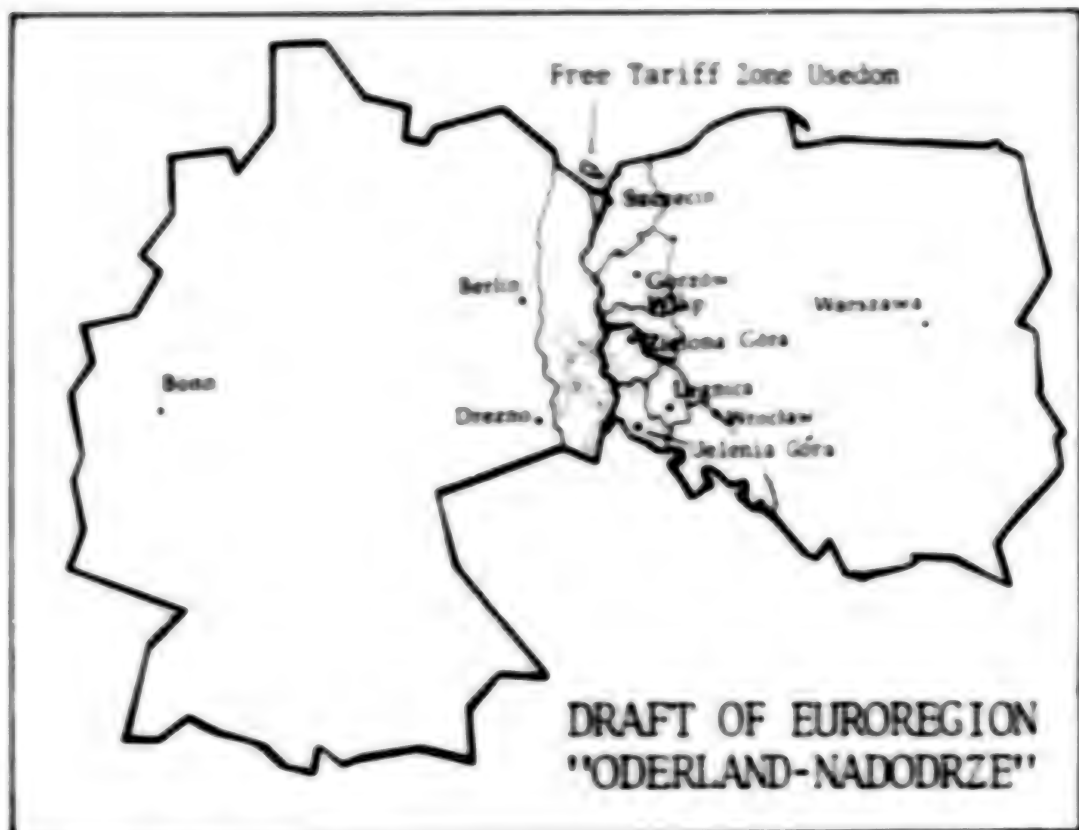 Free Tariff Zone Usedom
Szczecin
Berlin
Gorzów
Wlkp
Warszawa
Zielona Góra
Bonn
Legnica
Drezno
Wrocław
Jelenia Góra
DRAFT OF EUROREGION
"ODERLAND-NADODRZE"